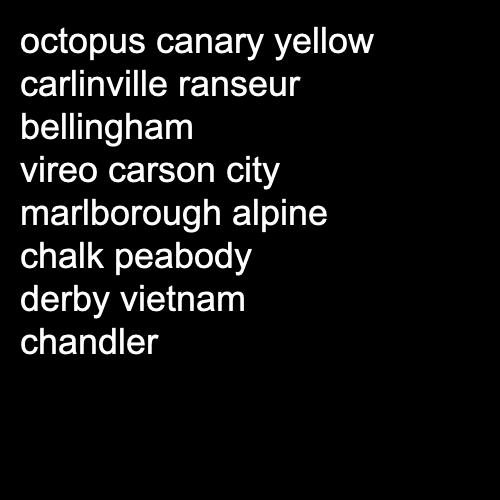 octopus canary yellow
carlinville ranseur
bellingham
vireo carson city
marlborough alpine
chalk peabody
derby vietnam
chandler